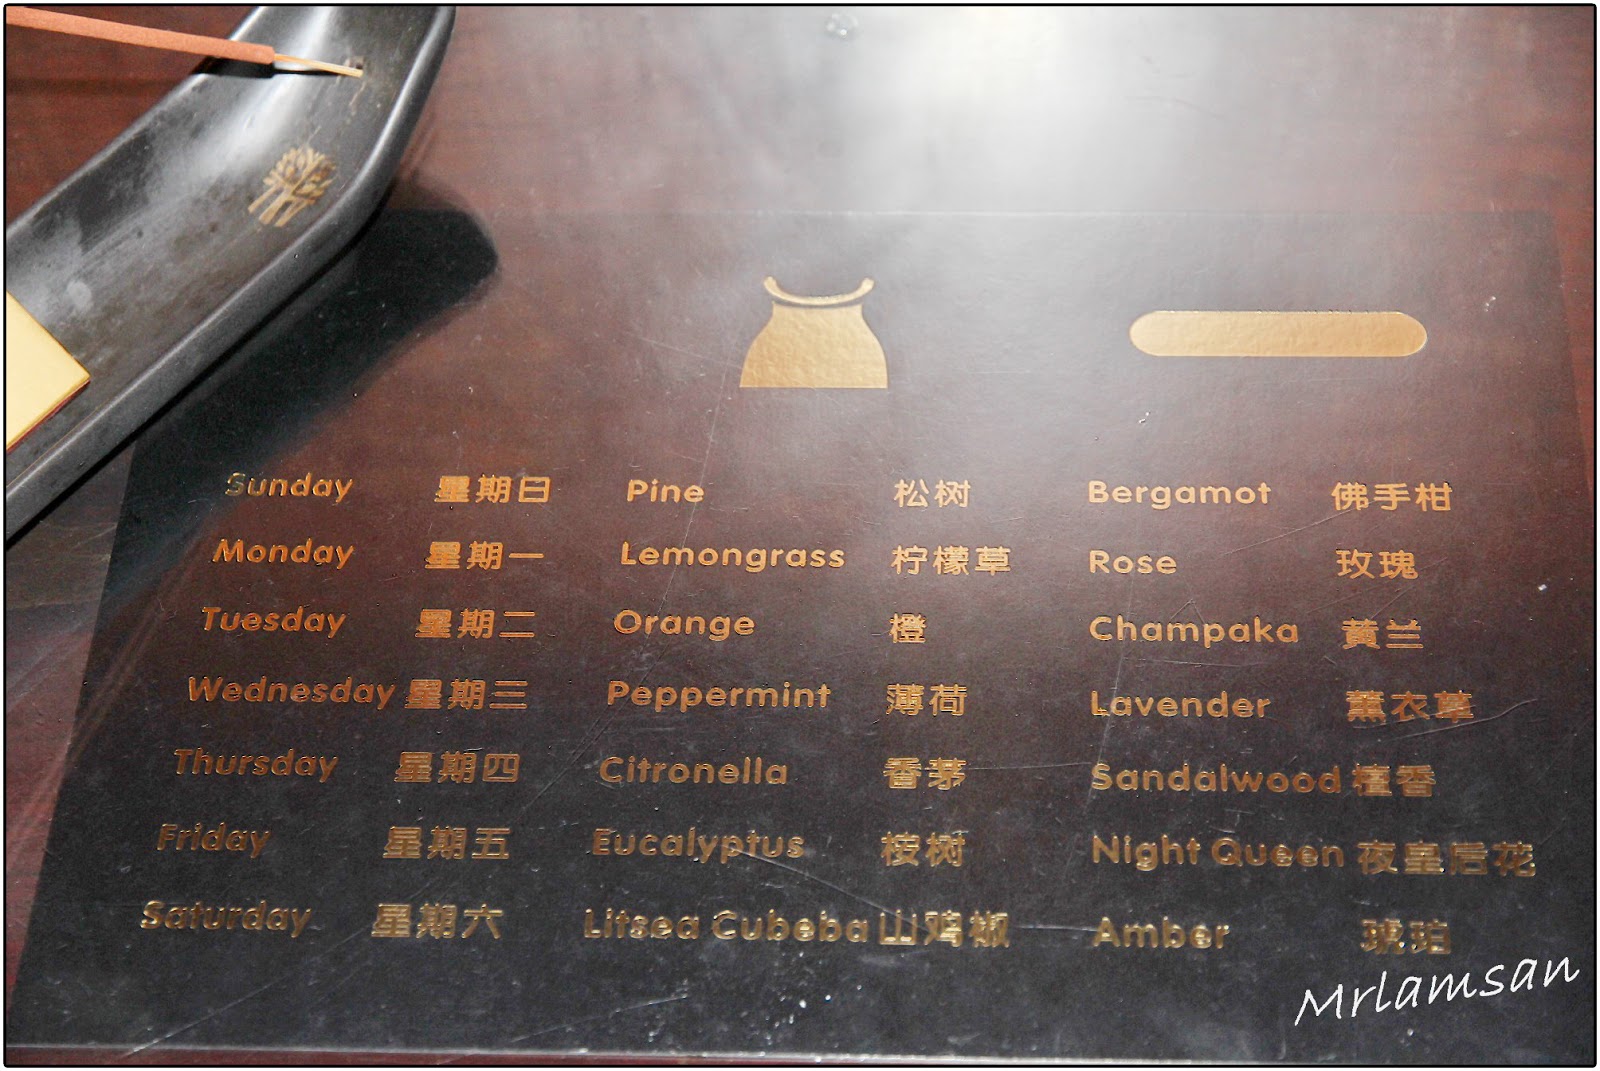 Sunday 星期日 Pine 松树 Bergamot 佛手柑
Monday 星期一 Lemongrass 柠檬草 Rose 玫瑰
Tuesday 星期二 Orange 橙 Champaka 黄兰
Wednesday 星期三 Peppermint 薄荷 Lavender 薰衣草
Thursday 星期四 Citronella 香茅 Sandalwood 檀香
Friday 星期五 Eucalyptus 桉树 Night Queen 夜皇后花
Saturday 星期六 Litsea Cubeba 山鸡椒 Amber 琥珀
Mrlamsan